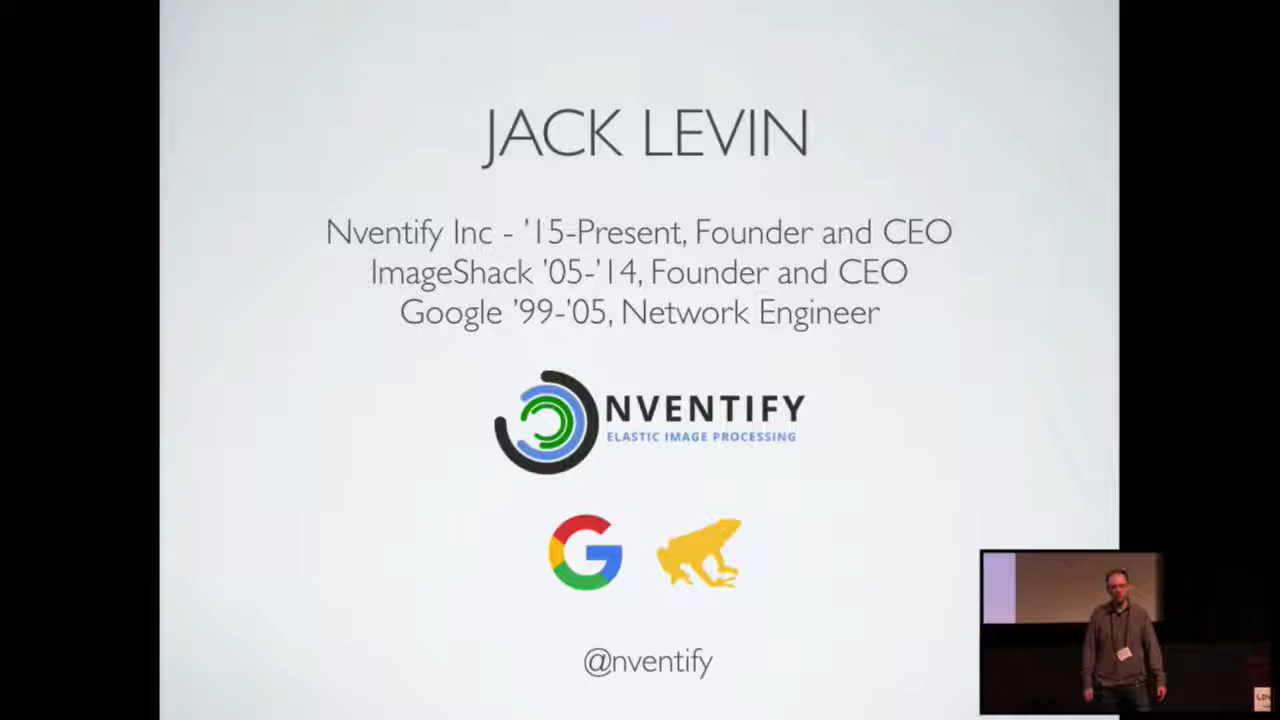 JACK LEVIN
Nventify Inc - ’15-Present, Founder and CEO
ImageShack ’05-’14, Founder and CEO
Google ’99-’05, Network Engineer
NVENTIFY
ELASTIC IMAGE PROCESSING
@nventify